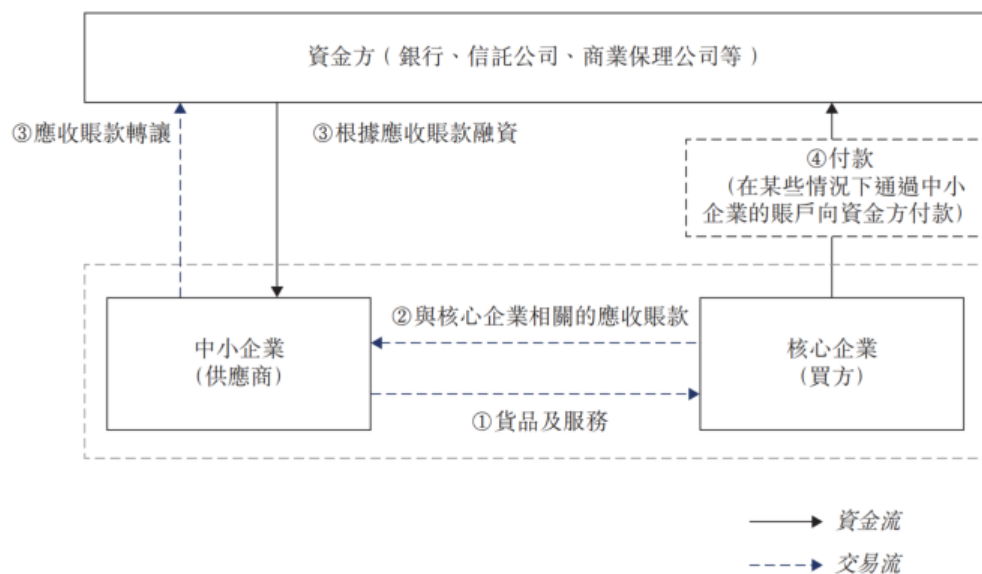 資金方（銀行、信託公司、商業保理公司等）
③應收賬款轉讓
③根據應收賬款融資
④付款
(在某些情況下通過中小
企業的賬戶向資金方付款)
②與核心企業相關的應收賬款
中小企業
(供應商)
核心企業
(買方)
①貨品及服務
資金流
交易流